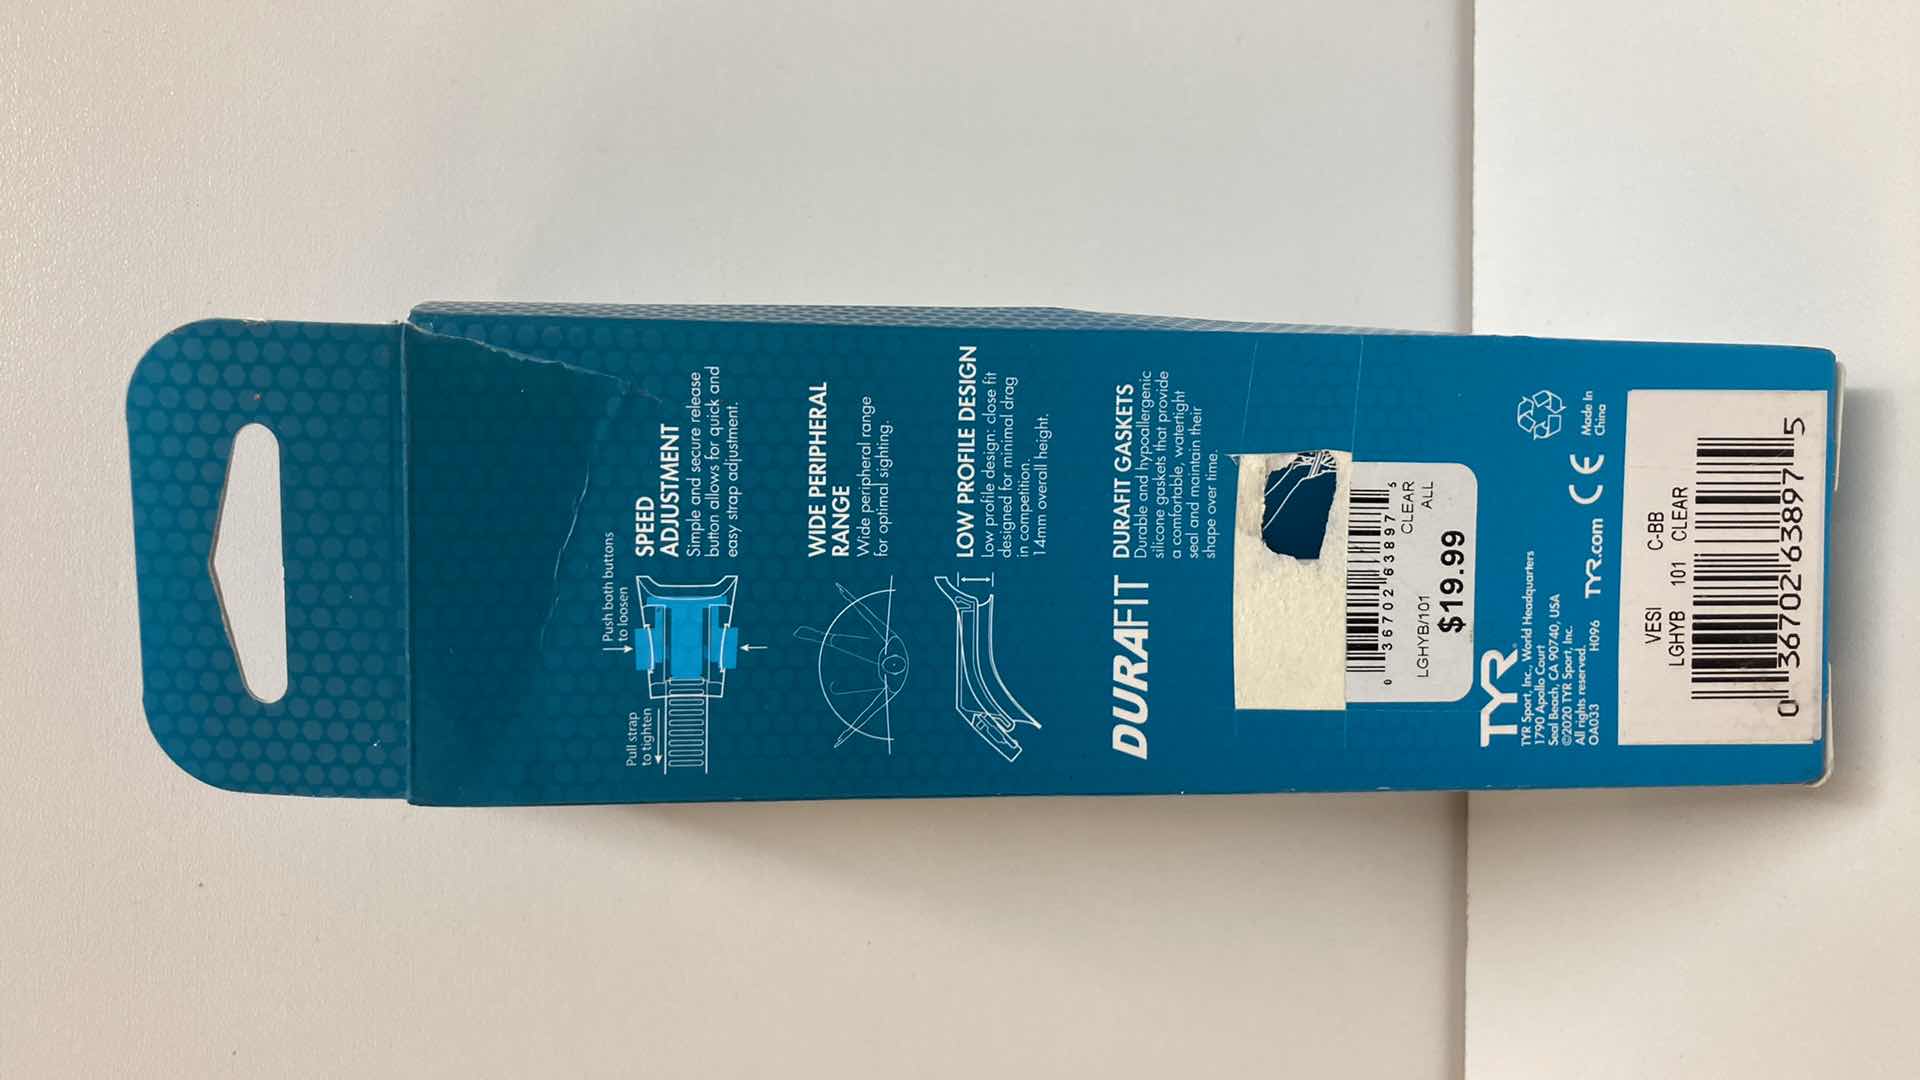 Pull strap
to tighten
Push both buttons
to loosen
SPEED
ADJUSTMENT
Simple and secure release
button allows for quick and
easy strap adjustment.
WIDE PERIPHERAL
RANGE
Wide peripheral range
for optimal sighting.
LOW PROFILE DESIGN
Low profile design: close fit
designed for minimal drag
in competition.
14mm overall height.
DURAFIT
DURAFIT GASKETS
Durable and hypoallergenic
silicone gaskets that provide
a comfortable, watertight
seal and maintain their
shape over time.
0 36702 63897 5
CLEAR
LGHYB/101 ALL
$19.99
TYR®
TYR Sport, Inc., World Headquarters
1790 Apollo Court
Seal Beach, CA 90740, USA
©2020 TYR Sport, Inc.
All rights reserved.
OA033 H096 TYR.com CE
Made In
China
VESI C-BB
LGHYB 101 CLEAR
0 36702 63897 5